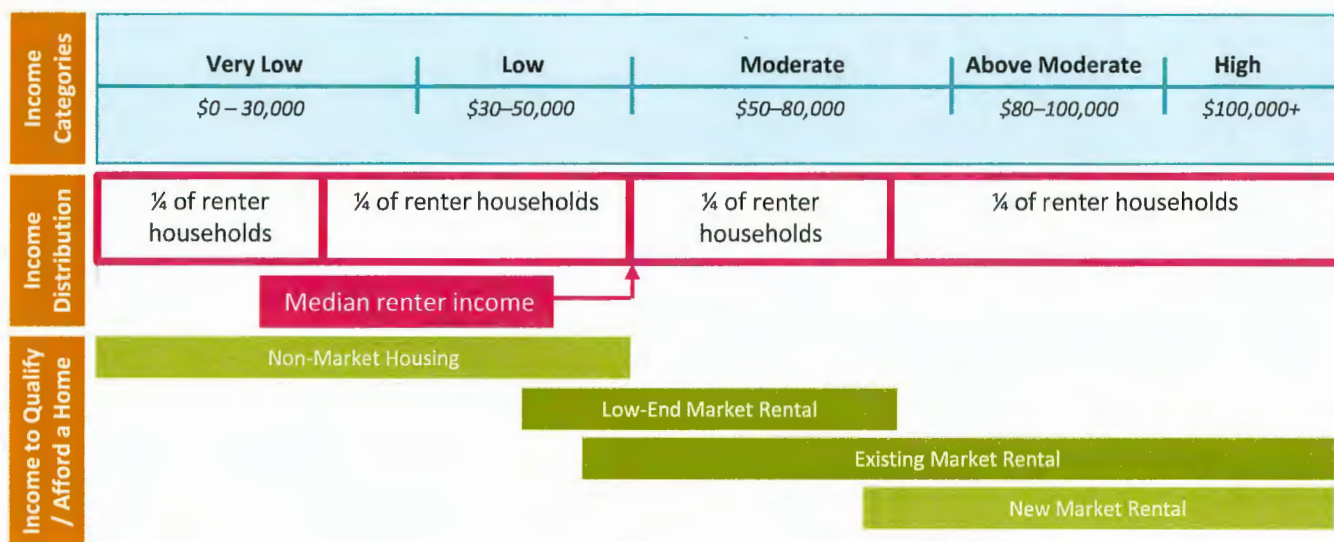 Income
Categories
Very Low
Low
Moderate
Above Moderate
High
$0 – 30,000
$30–50,000
$50–80,000
$80–100,000
$100,000+
Income
Distribution
¼ of renter
households
¼ of renter households
¼ of renter
households
¼ of renter households
Median renter income
Income to Qualify
/ Afford a Home
Non-Market Housing
Low-End Market Rental
Existing Market Rental
New Market Rental